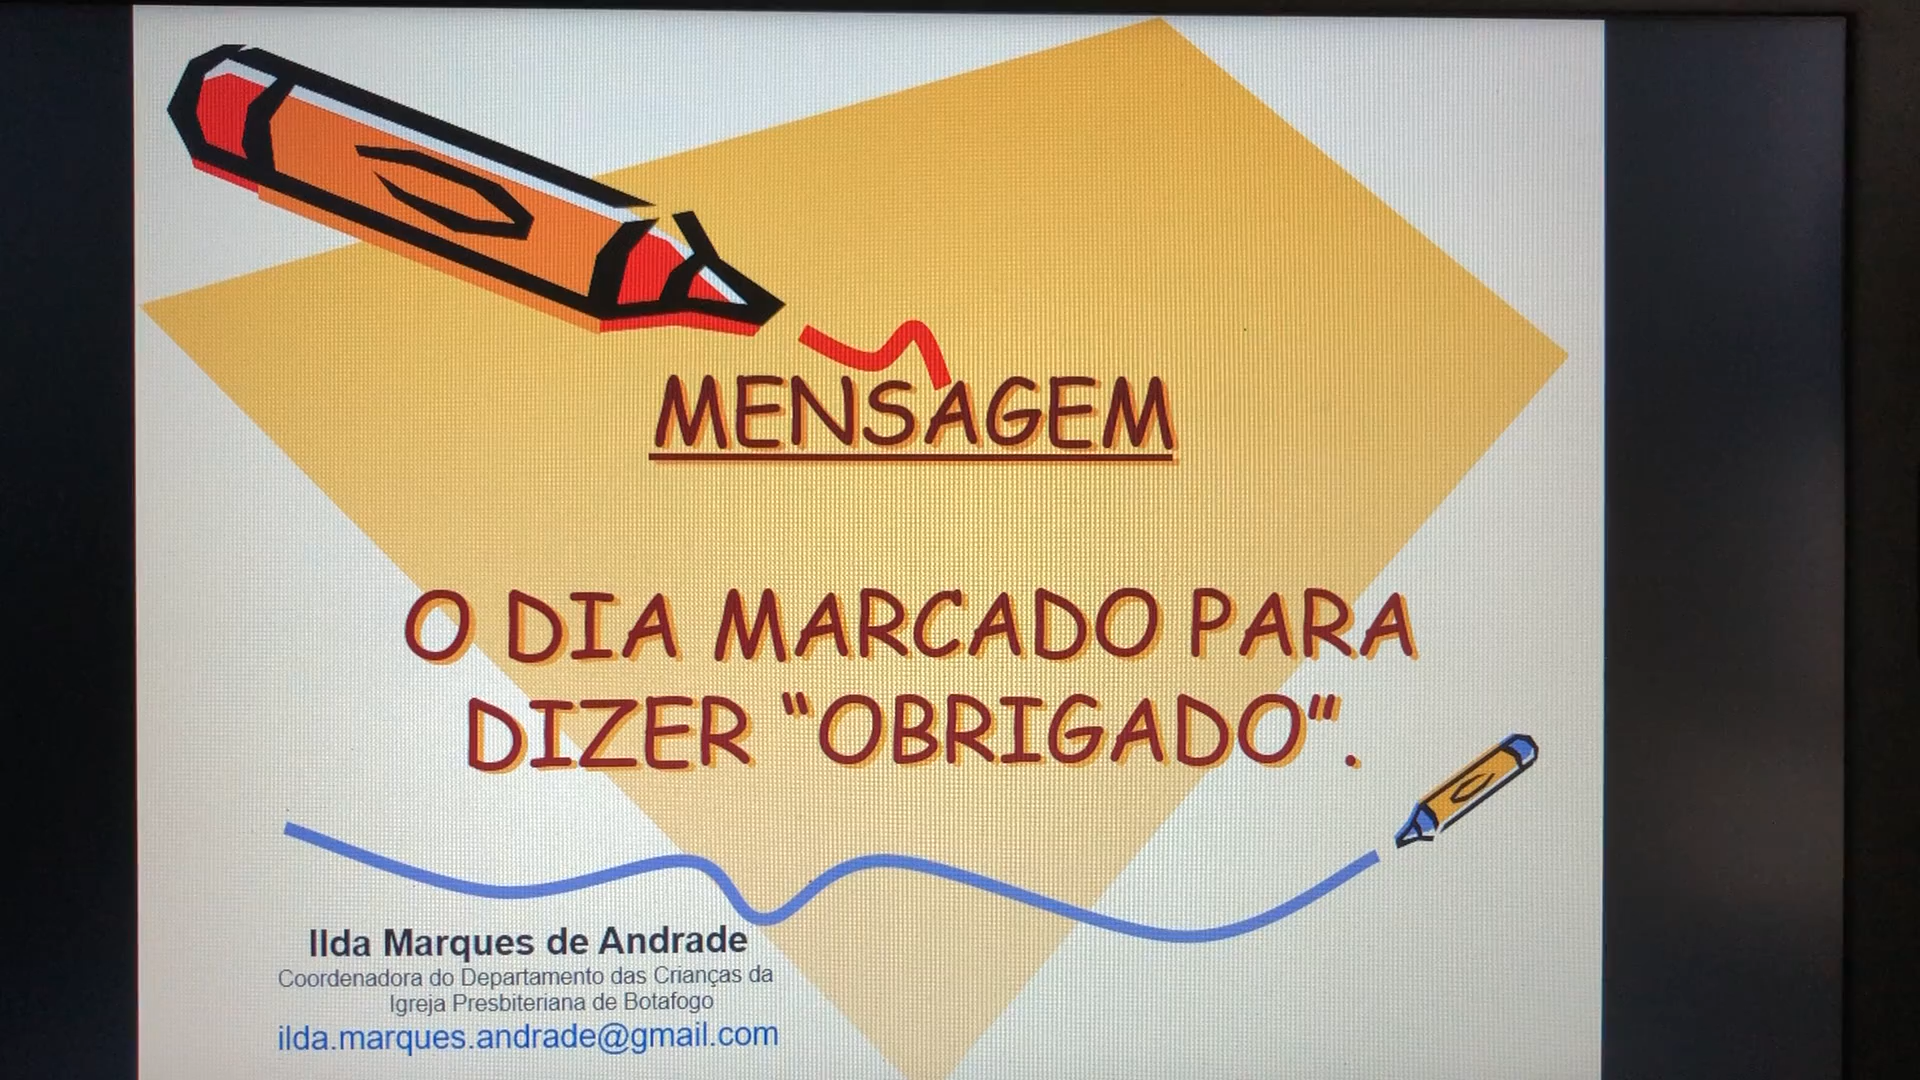 MENSAGEM
O DIA MARCADO PARA
DIZER "OBRIGADO".
Ilda Marques de Andrade
Coordenadora do Departamento das Crianças da
Igreja Presbiteriana de Botafogo
ilda.marques.andrade@gmail.com